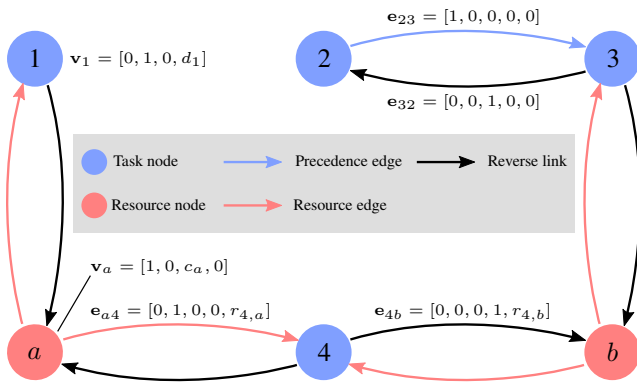 e₂₃ = [1, 0, 0, 0, 0]
1 v₁ = [0, 1, 0, d₁] 2 3
e₃₂ = [0, 0, 1, 0, 0]
Task node Precedence edge Reverse link
Resource node Resource edge
vₐ = [1, 0, cₐ, 0]
eₐ₄ = [0, 1, 0, 0, r₄,ₐ] e₄b = [0, 0, 0, 1, r₄,b]
a 4 b